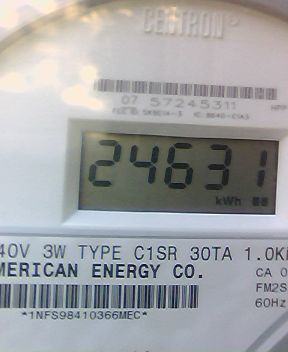 CENTRON®
07 57245311
24631
kWh
40V 3W TYPE C1SR 30TA 1.0K
MERICAN ENERGY CO.
CA 0
FM2S
60Hz
*1NFS98410366MEC*